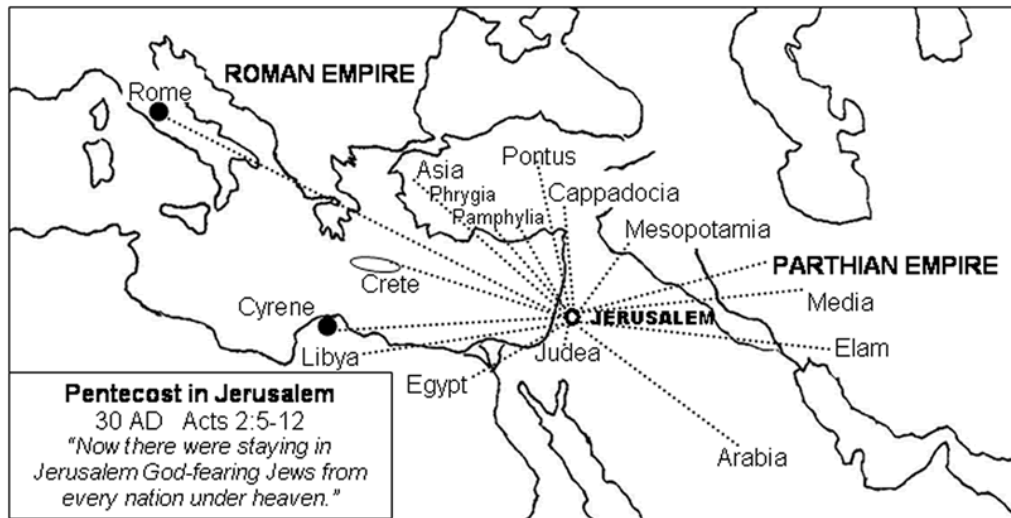 ROMAN EMPIRE
Rome
Asia
Pontus
Phrygia
Cappadocia
Pamphylia
Mesopotamia
PARTHIAN EMPIRE
Crete
Media
Cyrene
JERUSALEM
Libya
Judea
Elam
Egypt
Arabia
Pentecost in Jerusalem
30 AD Acts 2:5-12
"Now there were staying in
Jerusalem God-fearing Jews from
every nation under heaven."